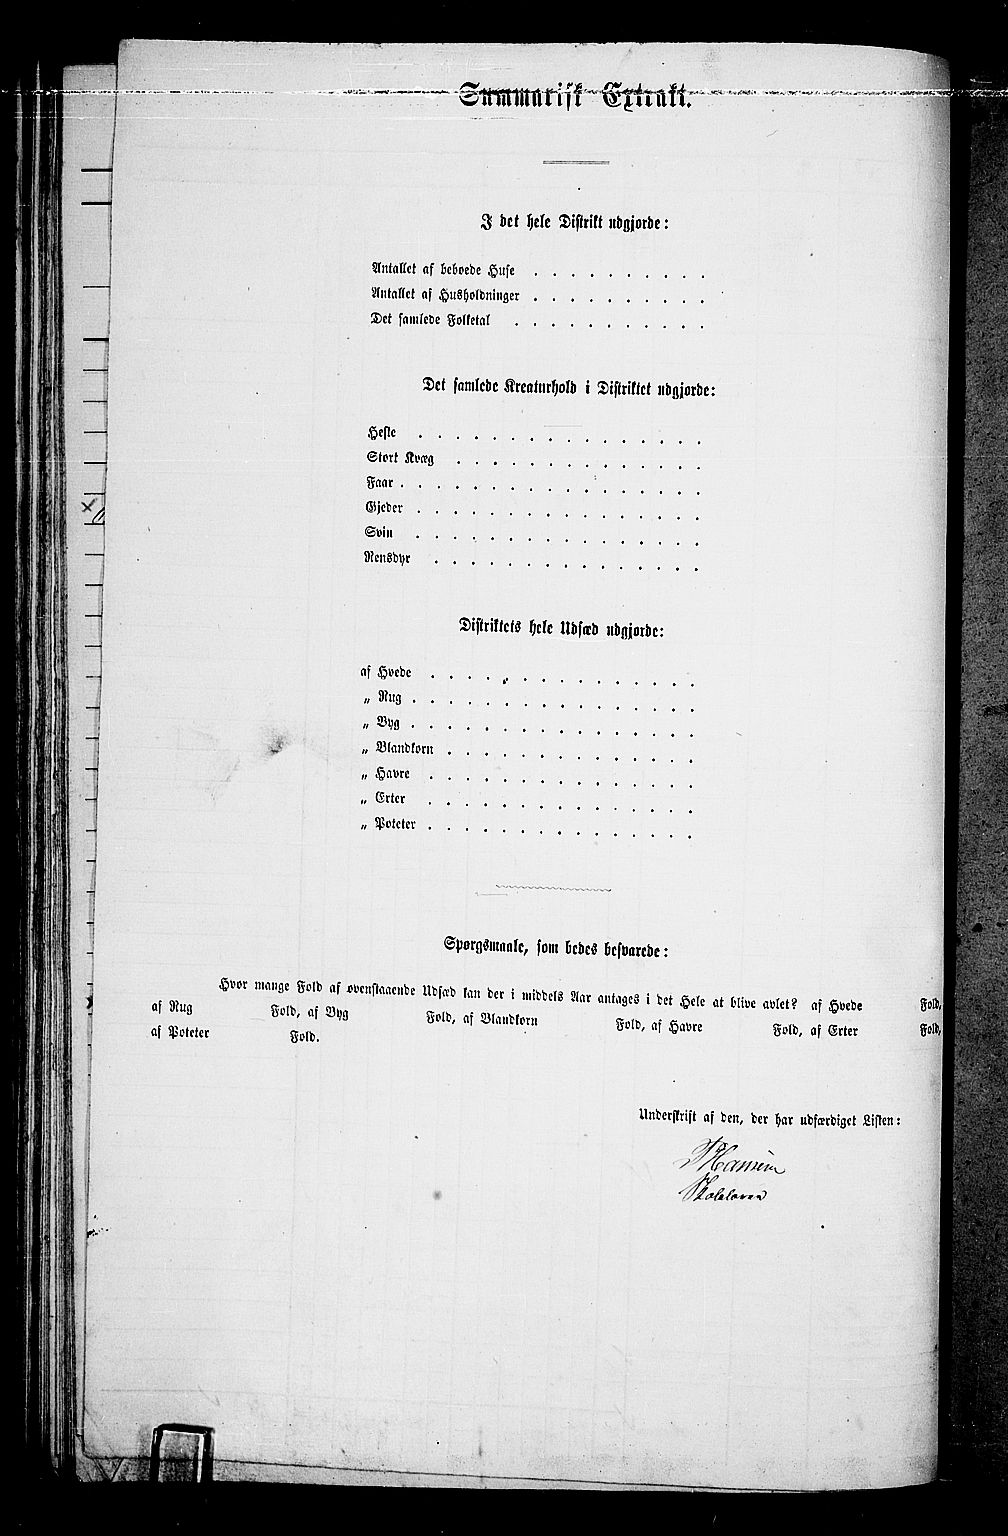 Summarisk Extrakt.
I det hele Distrikt udgjorde:
Antallet af beboede Huse . . . . . . . . . .
Antallet af Husholdninger . . . . . . . . . .
Det samlede Folketal . . . . . . . . . . .
Det samlede Kreaturhold i Distriktet udgjorde:
Heste . . . . . . . . . . . . . . . .
Stort Kvæg . . . . . . . . . . . . . .
Faar . . . . . . . . . . . . . . . . .
Gjeder . . . . . . . . . . . . . . . .
Svin . . . . . . . . . . . . . . . .
Rensdyr . . . . . . . . . . . . . . .
Distriktets hele Udsæd udgjorde:
af Hvede . . . . . . . . . . . . . . .
„ Rug . . . . . . . . . . . . . . . .
„ Byg . . . . . . . . . . . . . . . .
„ Blandkorn . . . . . . . . . . . . . .
„ Havre . . . . . . . . . . . . . . .
„ Erter . . . . . . . . . . . . . . .
„ Poteter . . . . . . . . . . . . . . .
Spørgsmaale, som bedes besvarede:
Hvor mange Fold af ovenstaaende Udsæd kan der i middels Aar antages i det Hele at blive avlet? af Hvede Fold,
af Rug Fold, af Byg Fold, af Blandkorn Fold, af Havre Fold, af Erter Fold,
af Poteter Fold.
Underskrift af den, der har udfærdiget Listen:
Hansen